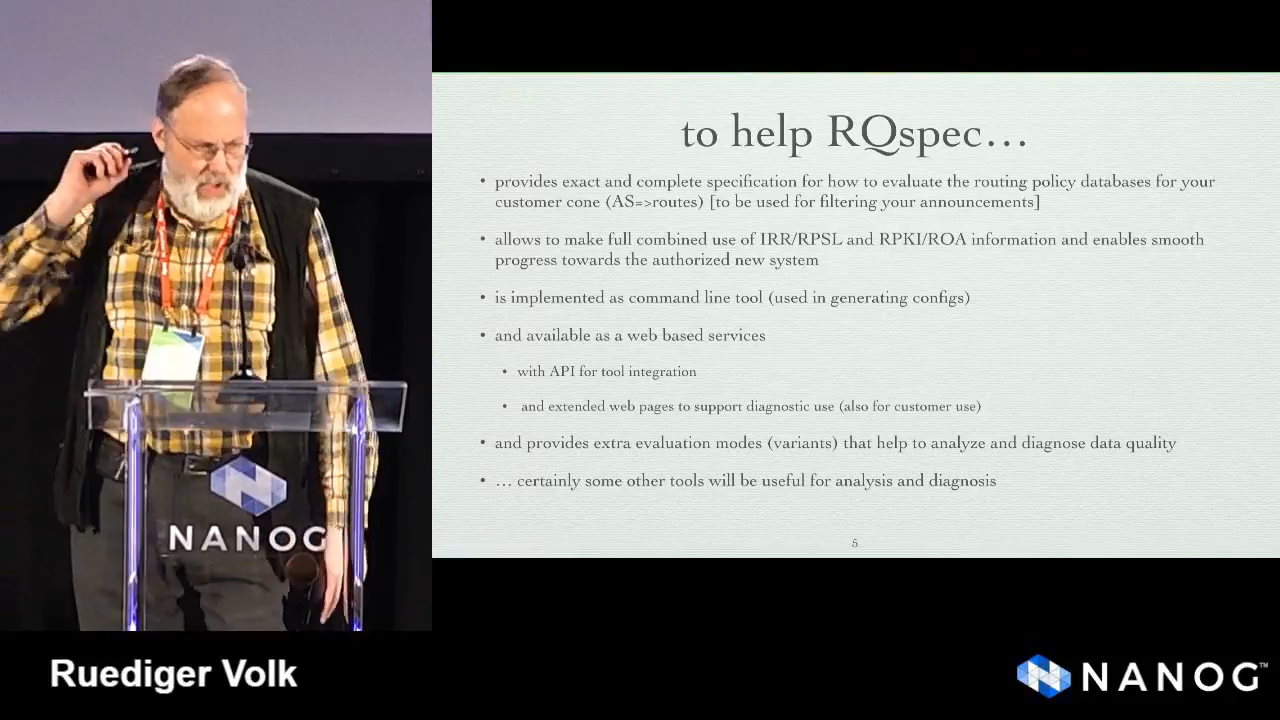 to help RQspec…
• provides exact and complete specification for how to evaluate the routing policy databases for your
customer cone (AS=>routes) [to be used for filtering your announcements]
• allows to make full combined use of IRR/RPSL and RPKI/ROA information and enables smooth
progress towards the authorized new system
• is implemented as command line tool (used in generating configs)
• and available as a web based services
• with API for tool integration
• and extended web pages to support diagnostic use (also for customer use)
• and provides extra evaluation modes (variants) that help to analyze and diagnose data quality
• … certainly some other tools will be useful for analysis and diagnosis
5
NANOG
Ruediger Volk
NANOG™